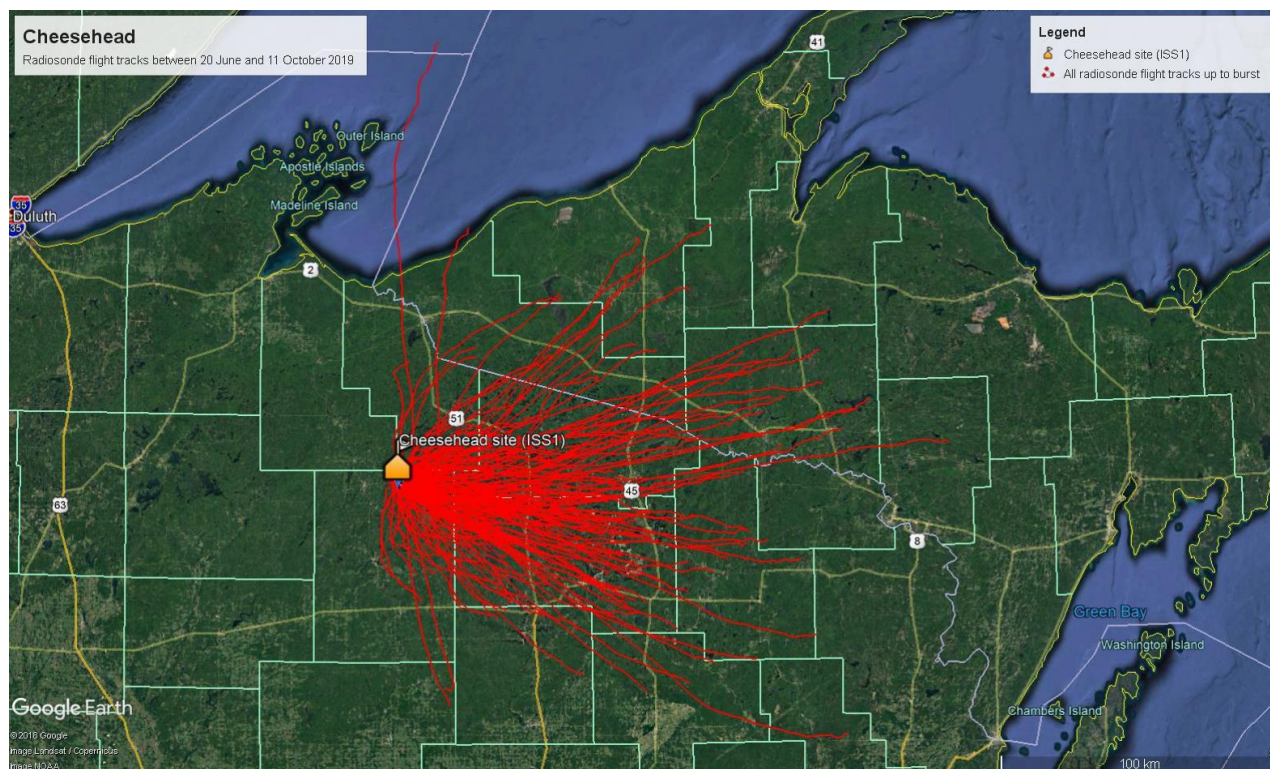 Cheesehead
Radiosonde flight tracks between 20 June and 11 October 2019
Legend
Cheesehead site (ISS1)
All radiosonde flight tracks up to burst
41
Outer Island
Apostle Islands
35
Duluth
35
Madeline Island
2
51
Cheesehead site (ISS1)
45
63
8
Green Bay
Washington Island
Chambers Island
Google Earth
© 2018 Google
Image Landsat / Copernicus
Image NOAA
100 km